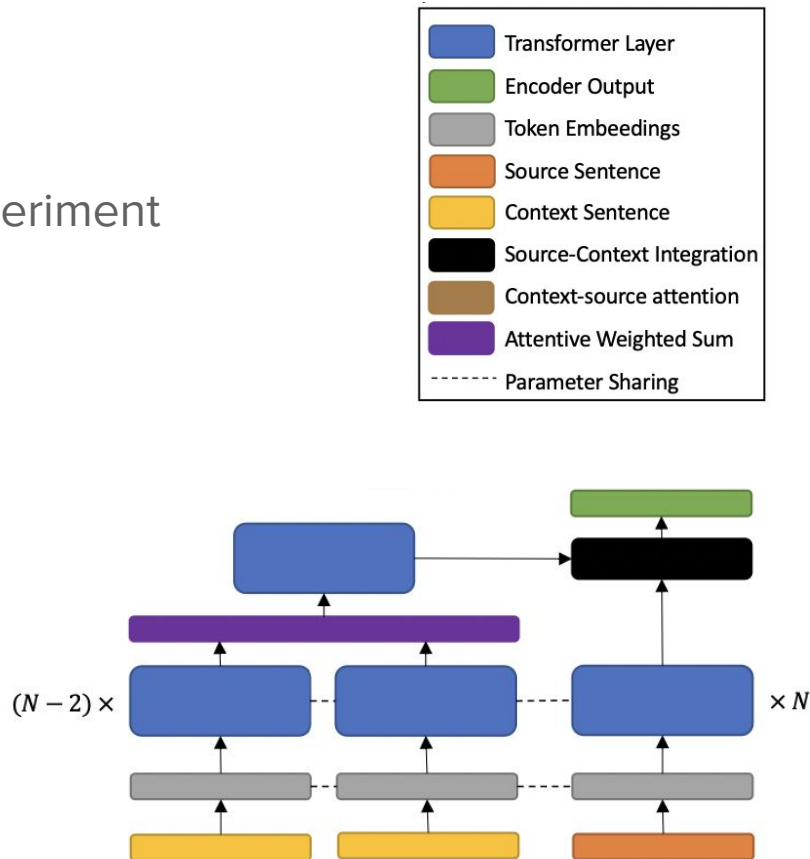 Transformer Layer
Encoder Output
Token Embeedings
eriment
Source Sentence
Context Sentence
Source-Context Integration
Context-source attention
Attentive Weighted Sum
Parameter Sharing
(N − 2) ×
× N